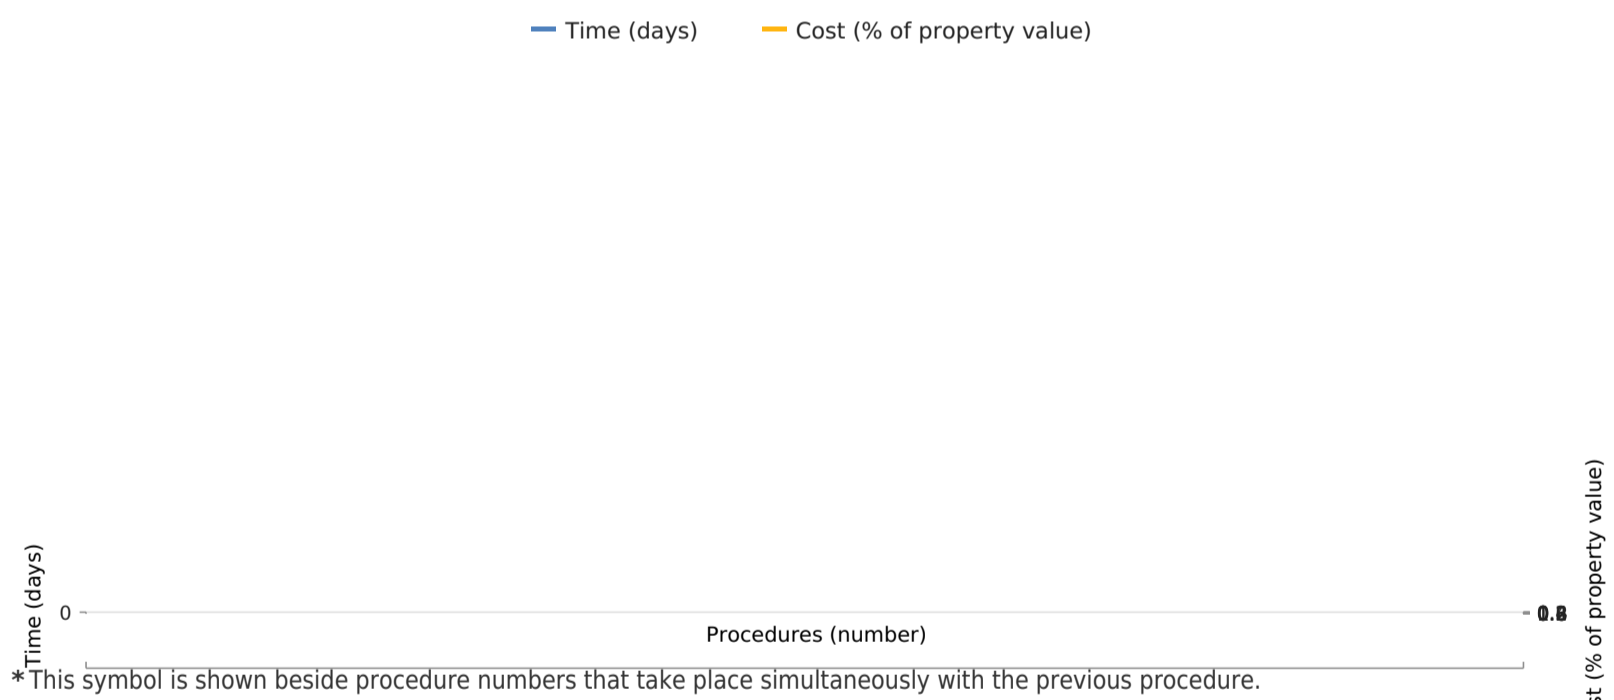 Time (days) Cost (% of property value)
Time (days)
0
Procedures (number)
(% of property value)
* This symbol is shown beside procedure numbers that take place simultaneously with the previous procedure.